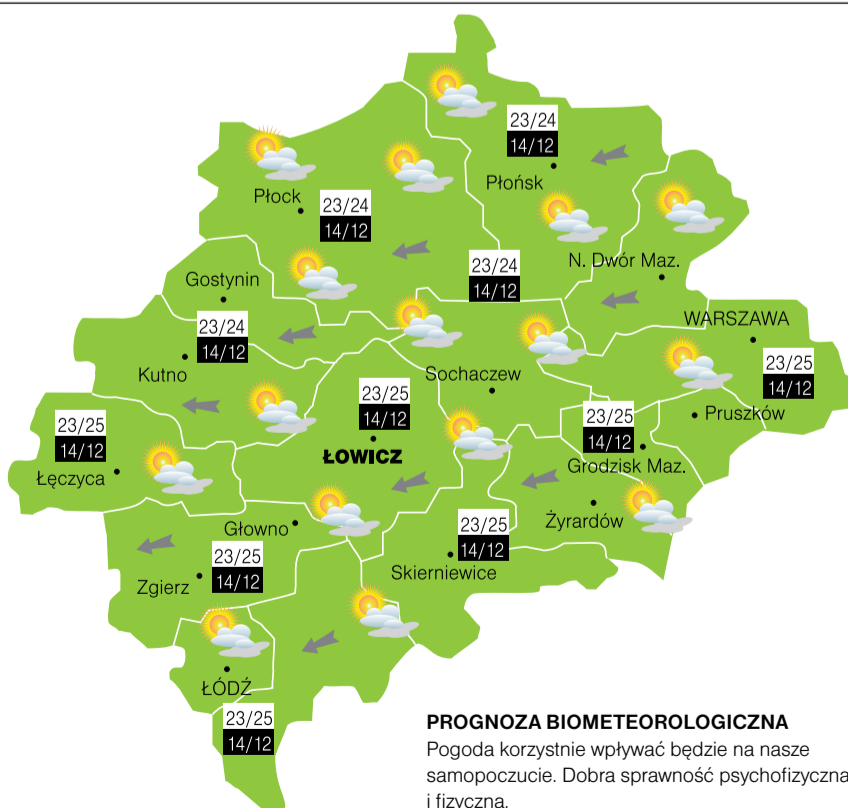 23/24
14/12
Płońsk
Płock
23/24
14/12
N. Dwór Maz.
23/24
14/12
Gostynin
WARSZAWA
23/24
14/12
Kutno
23/25
14/12
Sochaczew
23/25
14/12
Pruszków
23/25
14/12
Grodzisk Maz.
23/25
14/12
Łęczyca
ŁOWICZ
Głowno
Żyrardów
23/25
14/12
Skierniewice
23/25
14/12
Zgierz
ŁÓDŹ
23/25
14/12
PROGNOZA BIOMETEOROLOGICZNA
Pogoda korzystnie wpływać będzie na nasze
samopoczucie. Dobra sprawność psychofizyczna
i fizyczna.